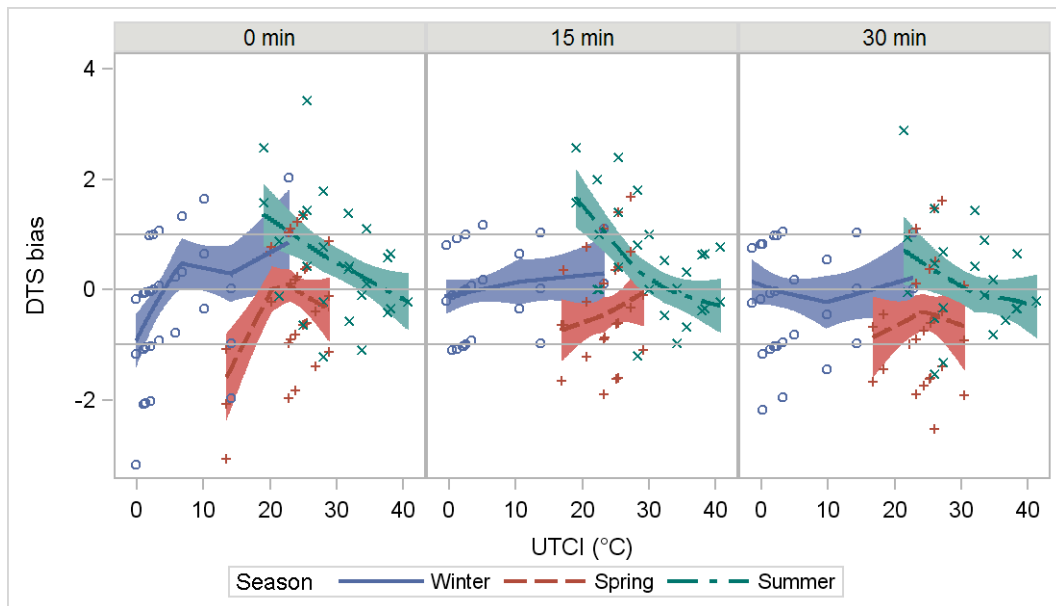 0 min 15 min 30 min
4
2
0
-2
DTS bias
0 10 20 30 40 0 10 20 30 40 0 10 20 30 40
UTCI (°C)
Season Winter Spring Summer